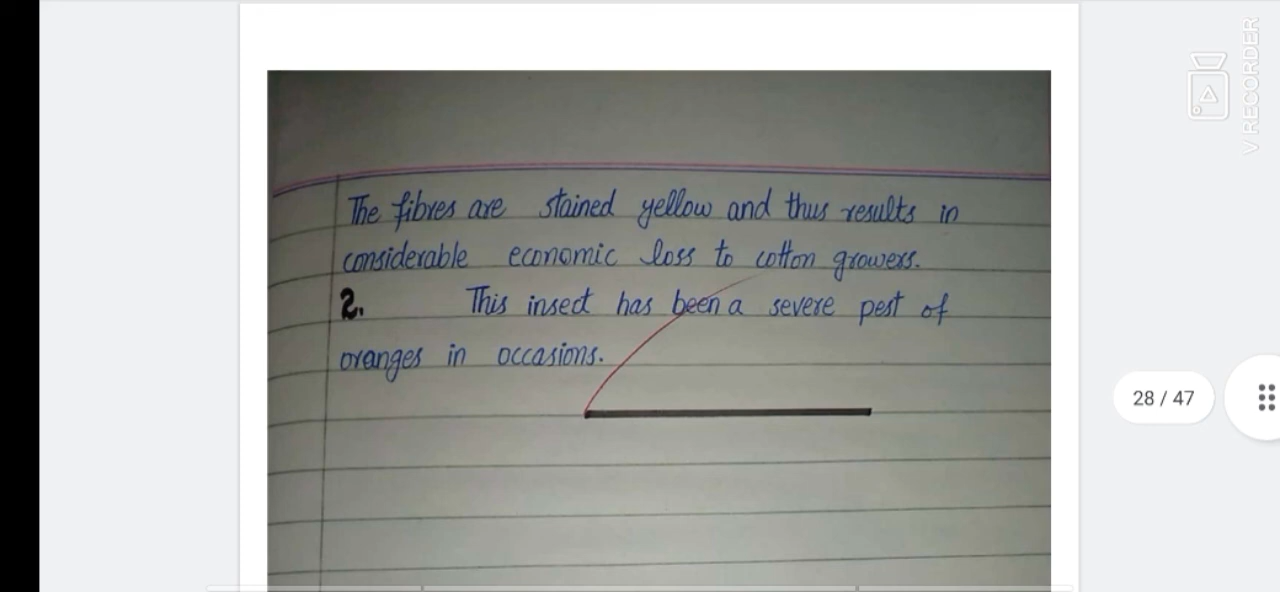 The fibres are stained yellow and thus results in
considerable economic loss to cotton growers.
2. This insect has been a severe pest of
oranges in occasions.
28 / 47
V RECORDER